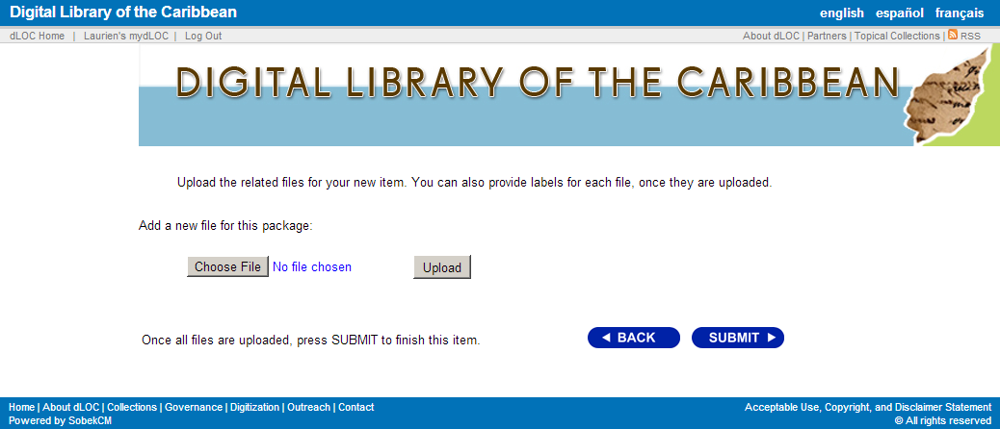 Digital Library of the Caribbean
english español français
dLOC Home | Laurien's myDLOC | Log Out
About dLOC | Partners | Topical Collections | RSS
DIGITAL LIBRARY OF THE CARIBBEAN
Upload the related files for your new item. You can also provide labels for each file, once they are uploaded.
Add a new file for this package:
Choose File No file chosen Upload
Once all files are uploaded, press SUBMIT to finish this item.
BACK SUBMIT
Home | About dLOC | Collections | Governance | Digitization | Outreach | Contact
Acceptable Use, Copyright, and Disclaimer Statement
Powered by SobekCM
© All rights reserved